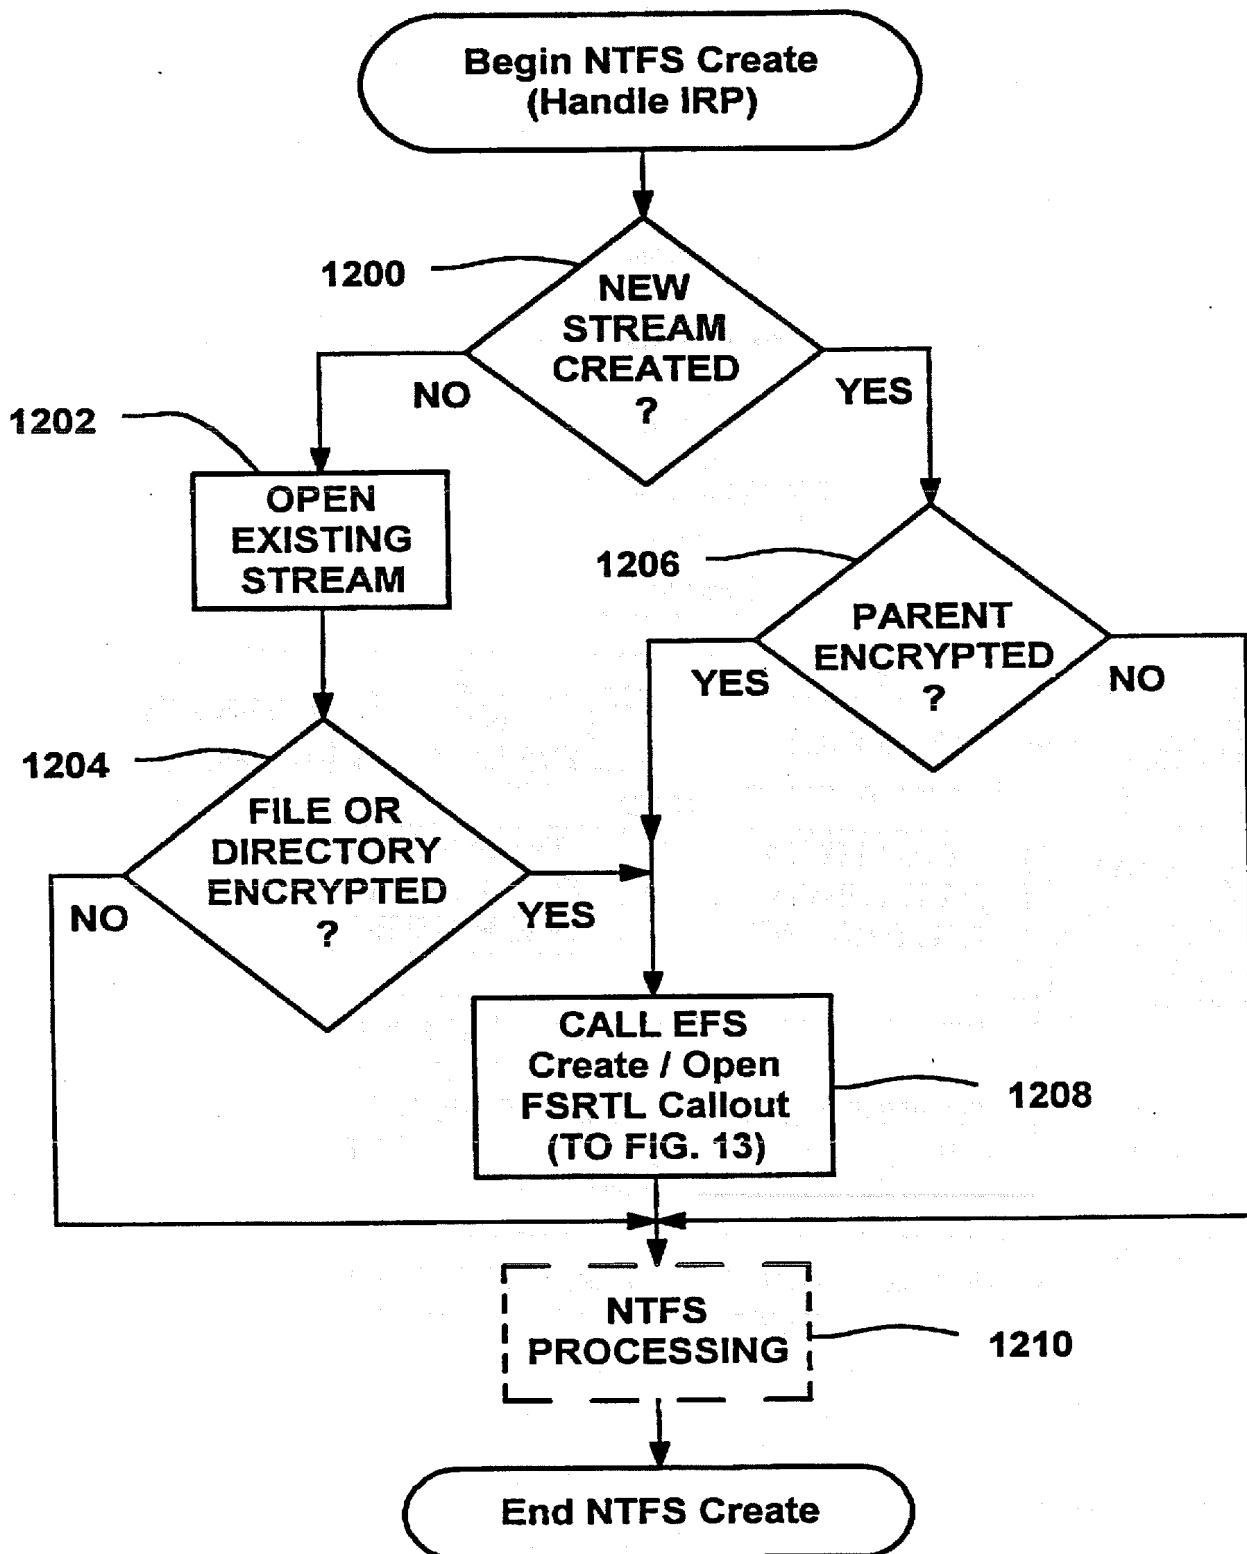 Begin NTFS Create
(Handle IRP)
1200
NEW
STREAM
CREATED
?
NO
YES
1202
OPEN
EXISTING
STREAM
1206
PARENT
ENCRYPTED
?
YES
NO
1204
FILE OR
DIRECTORY
ENCRYPTED
?
NO
YES
CALL EFS
Create / Open
FSRTL Callout
(TO FIG. 13)
1208
NTFS
PROCESSING
1210
End NTFS Create